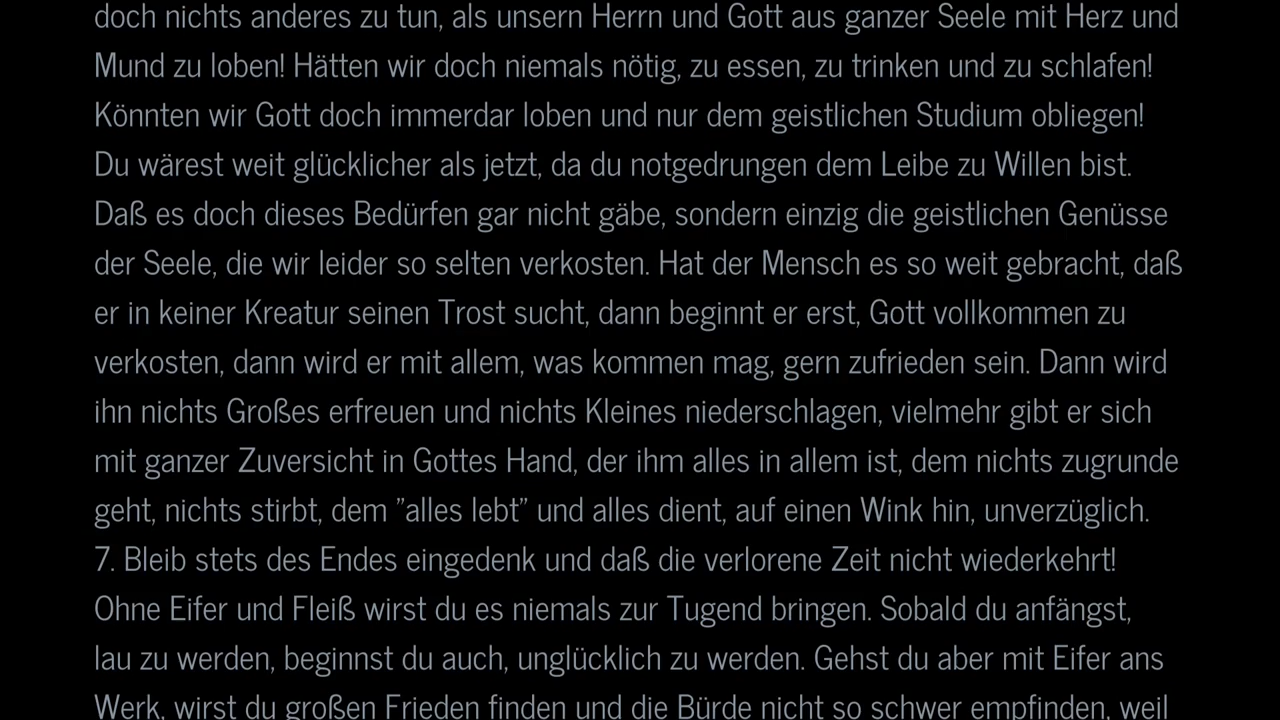 doch nichts anderes zu tun, als unsern Herrn und Gott aus ganzer Seele mit Herz und
Mund zu loben! Hätten wir doch niemals nötig, zu essen, zu trinken und zu schlafen!
Könnten wir Gott doch immerdar loben und nur dem geistlichen Studium obliegen!
Du wärest weit glücklicher als jetzt, da du notgedrungen dem Leibe zu Willen bist.
Daß es doch dieses Bedürfen gar nicht gäbe, sondern einzig die geistlichen Genüsse
der Seele, die wir leider so selten verkosten. Hat der Mensch es so weit gebracht, daß
er in keiner Kreatur seinen Trost sucht, dann beginnt er erst, Gott vollkommen zu
verkosten, dann wird er mit allem, was kommen mag, gern zufrieden sein. Dann wird
ihn nichts Großes erfreuen und nichts Kleines niederschlagen, vielmehr gibt er sich
mit ganzer Zuversicht in Gottes Hand, der ihm alles in allem ist, dem nichts zugrunde
geht, nichts stirbt, dem ”alles lebt” und alles dient, auf einen Wink hin, unverzüglich.
7. Bleib stets des Endes eingedenk und daß die verlorene Zeit nicht wiederkehrt!
Ohne Eifer und Fleiß wirst du es niemals zur Tugend bringen. Sobald du anfängst,
lau zu werden, beginnst du auch, unglücklich zu werden. Gehst du aber mit Eifer ans
Werk, wirst du großen Frieden finden und die Bürde nicht so schwer empfinden, weil